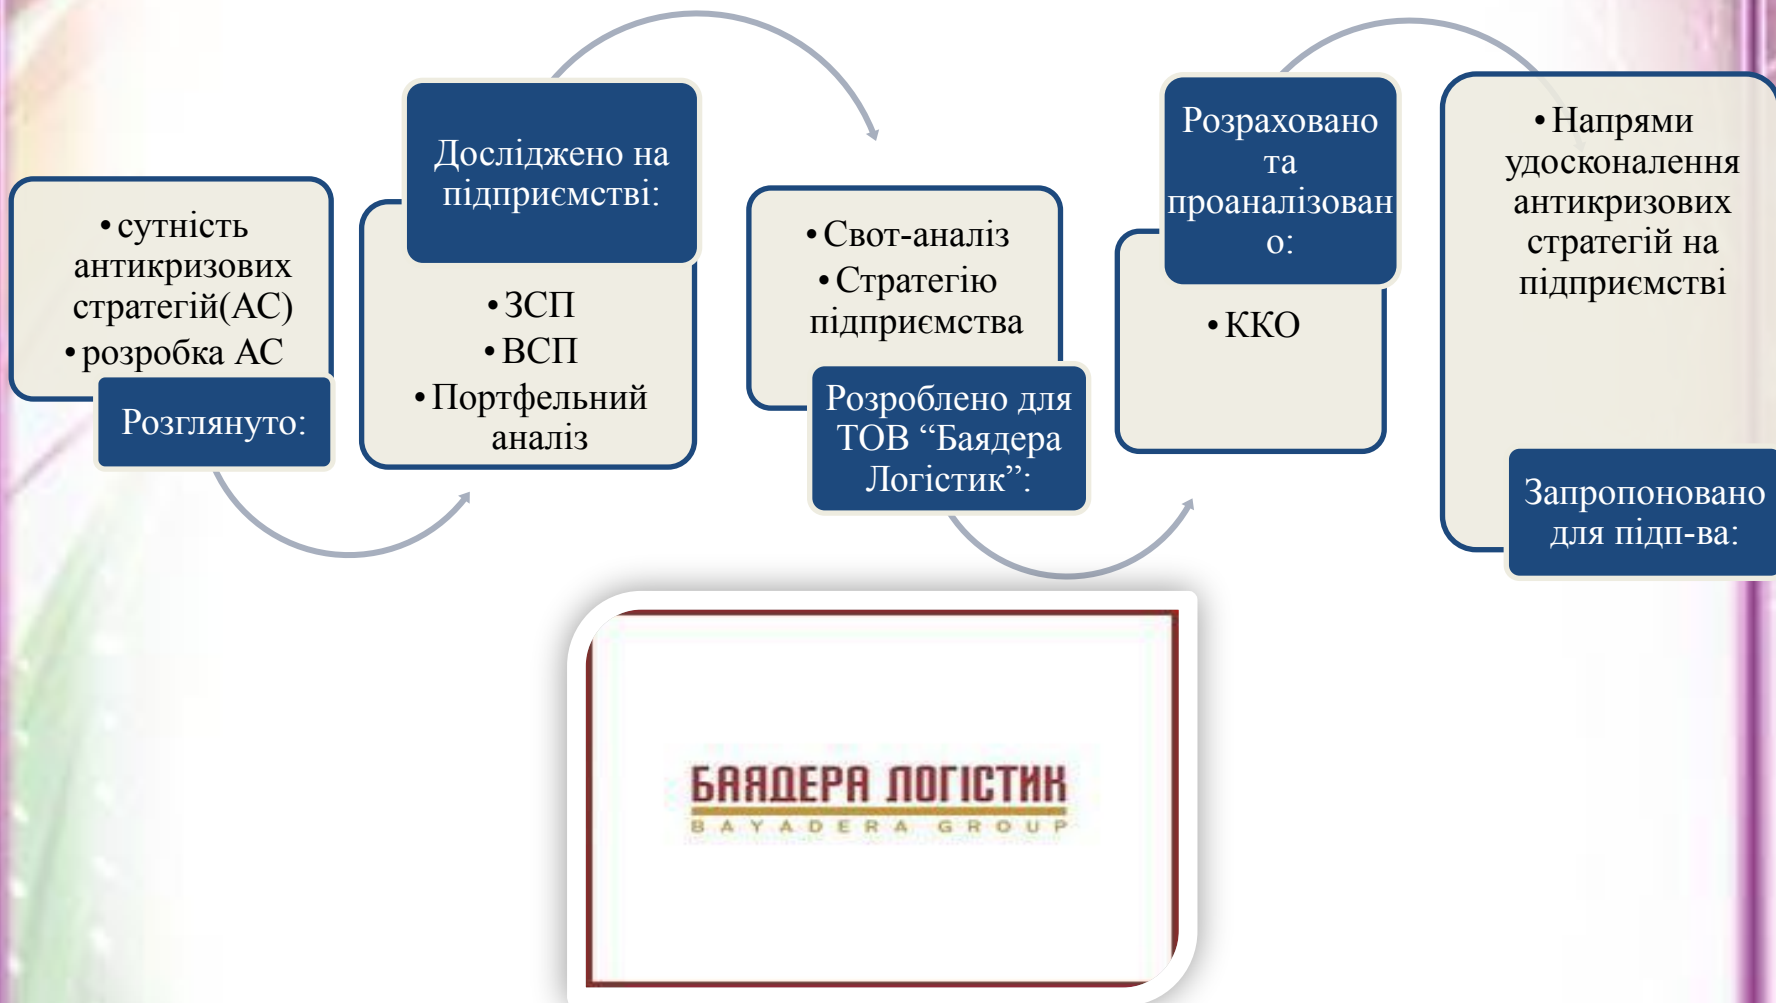 • сутність
антикризових
стратегій(АС)
• розробка АС
Розглянуто:
Досліджено на
підприємстві:
• ЗСП
• ВСП
• Портфельний
аналіз
• Свот-аналіз
• Стратегію
підприємства
Розроблено для
ТОВ “Баядера
Логістик”:
Розраховано
та
проаналізован
о:
• ККО
• Напрями
удосконалення
антикризових
стратегій на
підприємстві
Запропоновано
для підп-ва:
БАЯДЕРА ЛОГІСТИК
BAYADERA GROUP